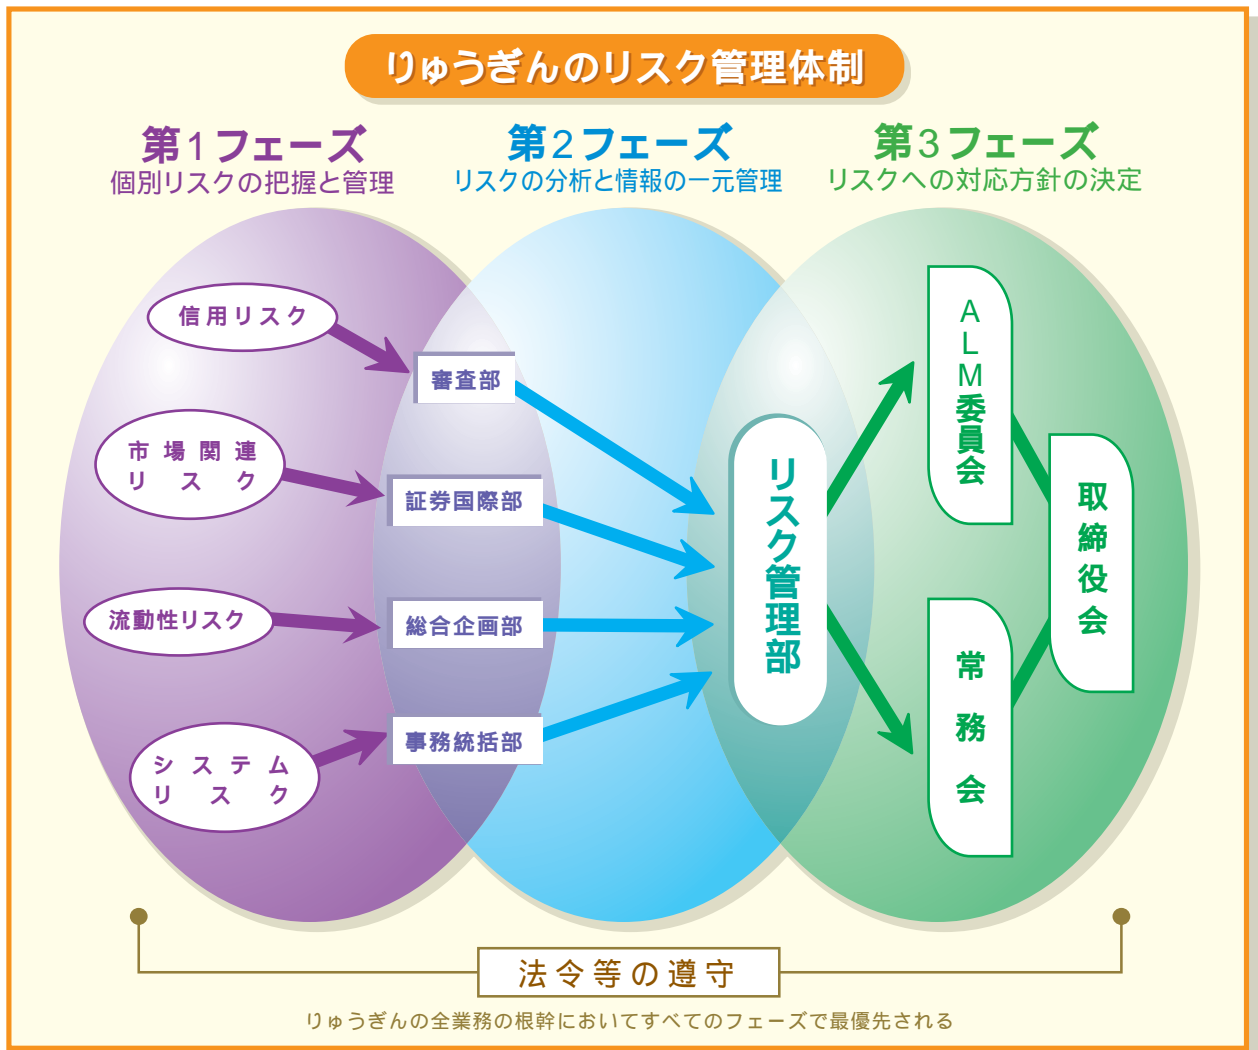 りゅうぎんのリスク管理体制
第1フェーズ
個別リスクの把握と管理
第2フェーズ
リスクの分析と情報の一元管理
第3フェーズ
リスクへの対応方針の決定
信用リスク
市場関連
リスク
流動性リスク
システム
リスク
審査部
証券国際部
総合企画部
事務統括部
リスク管理部
ALM委員会
常務会
取締役会
法令等の遵守
りゅうぎんの全業務の根幹においてすべてのフェーズで最優先される